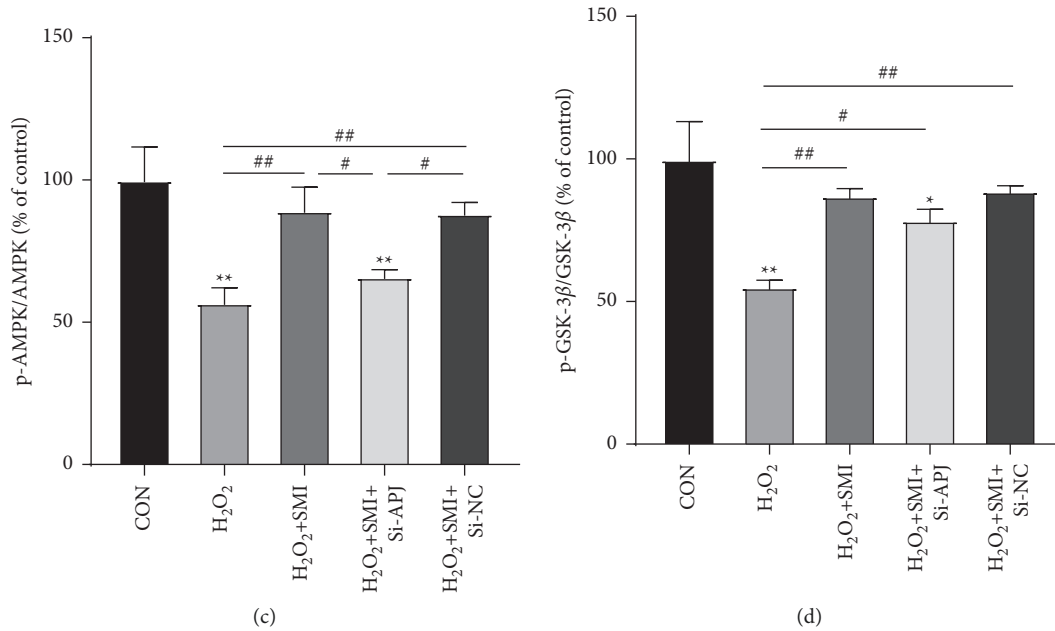 p-AMPK/AMPK (% of control)
150
100
50
0
##
##
#
#
**
**
CON
H₂O₂
H₂O₂+SMI
H₂O₂+SMI+
Si-APJ
H₂O₂+SMI+
Si-NC
(c)
p-GSK-3β/GSK-3β (% of control)
150
100
50
0
##
#
##
**
*
CON
H₂O₂
H₂O₂+SMI
H₂O₂+SMI+
Si-APJ
H₂O₂+SMI+
Si-NC
(d)